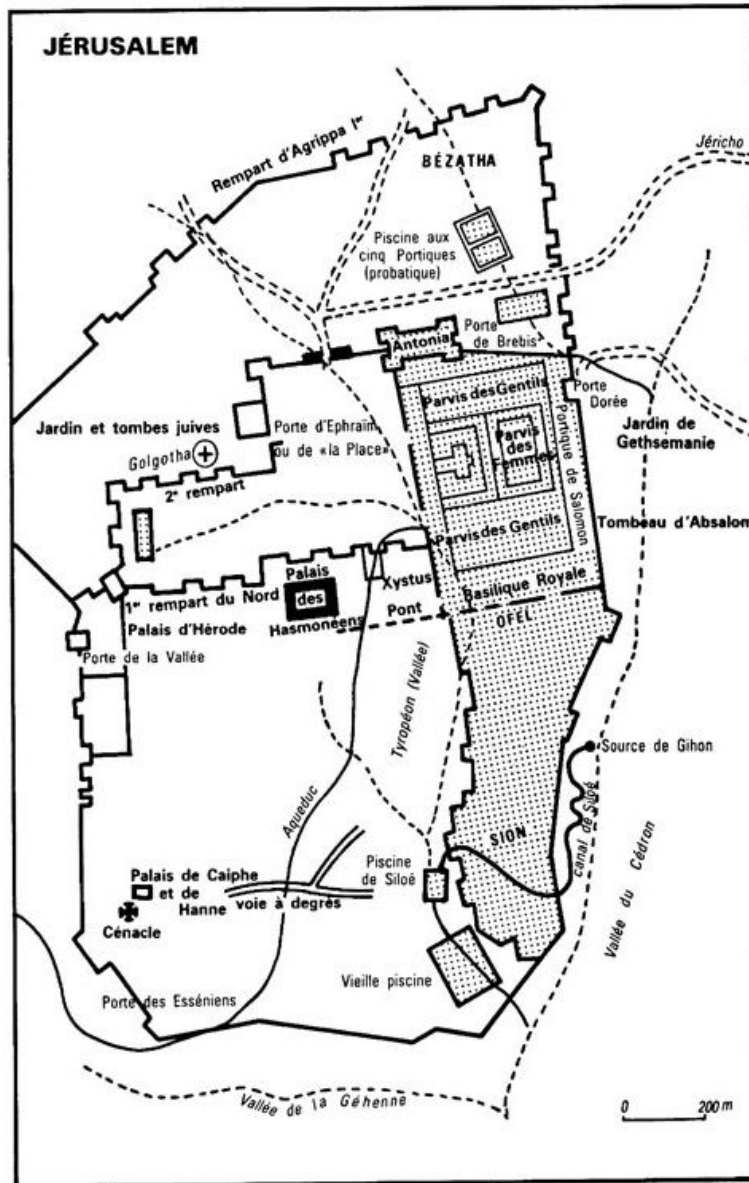 JÉRUSALEM
Rempart d'Agrippa Iᵉʳ
BÉZATHA
Jéricho
Piscine aux
cinq Portiques
(probatique)
Antonia
Porte
de Brebis
Parvis des Gentils
Porte
Dorée
Jardin et tombes juives
Porte d'Ephraïm
ou de «la Place»
Golgotha
Parvis
des
Femmes
Portique de Salomon
Jardin de
Gethsemanie
2ᵉ rempart
Tombeau d'Absalon
Parvis des Gentils
1ᵉʳ rempart du Nord
Palais
des
Hasmonéens
Xystus
Basilique Royale
Pont
OFEL
Palais d'Hérode
Porte de la Vallée
Tyropéon (Vallée)
Source de Gihon
Aqueduc
canal de Siloé
SION
Vallée du Cédron
Palais de Caiphe
et de
Hanne
voie à degrés
Piscine
de Siloé
Cénacle
Vieille piscine
Porte des Esséniens
Vallée de la Géhenne
0 200 m